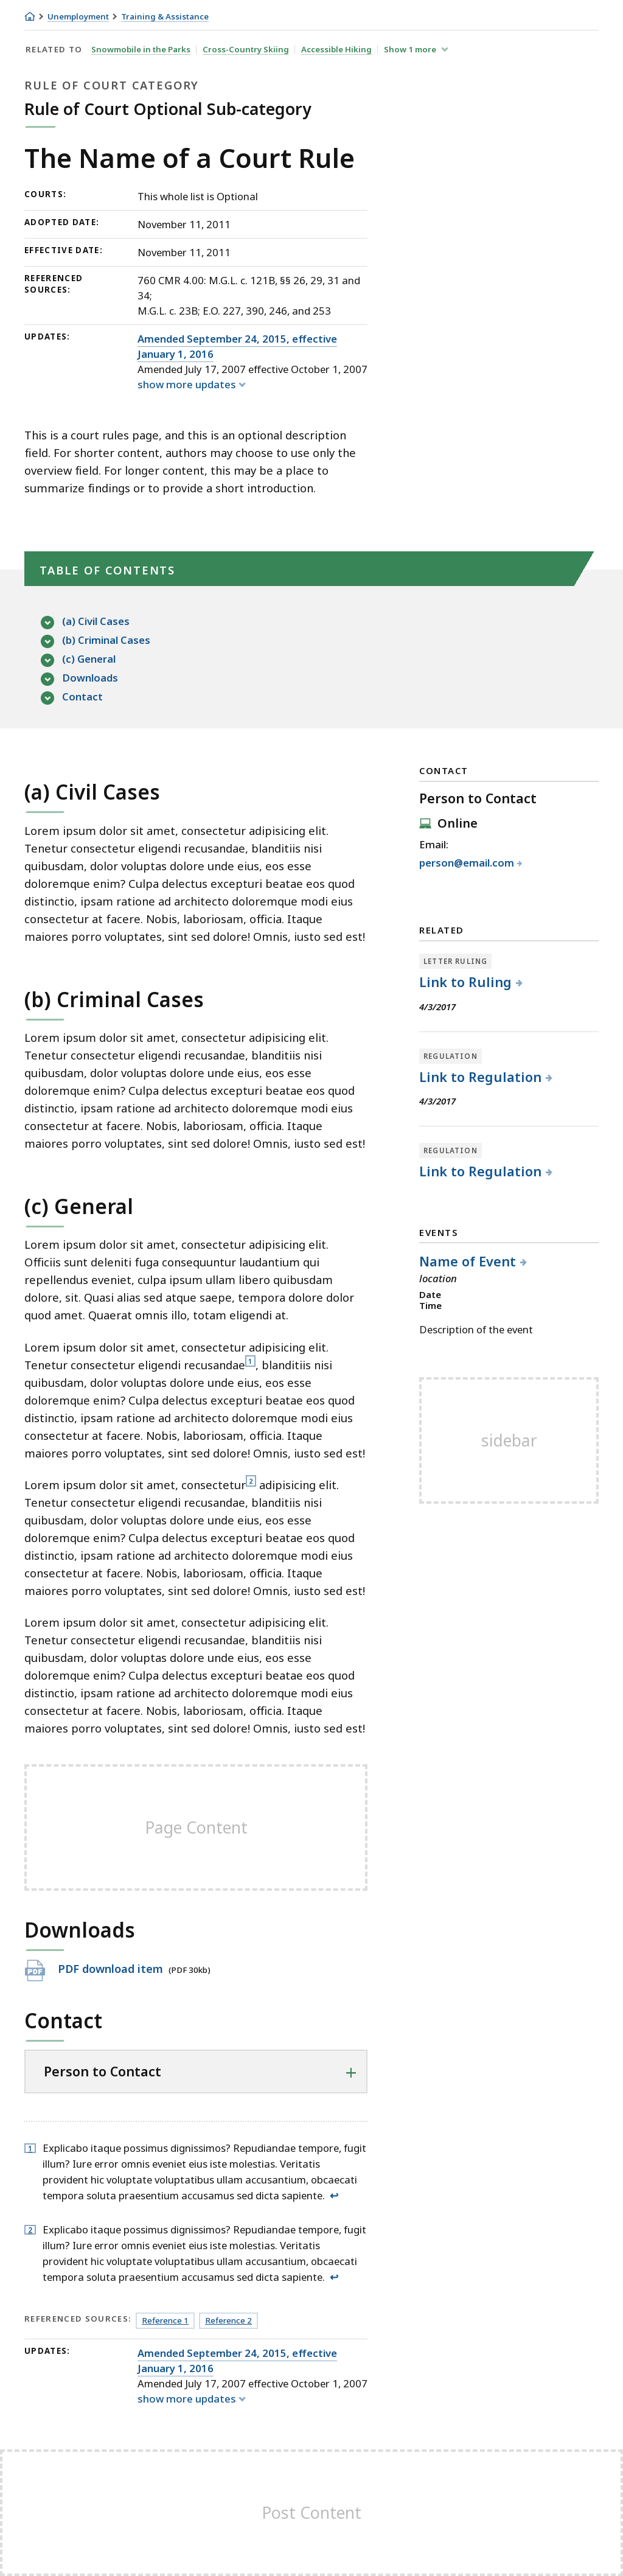 Unemployment Training & Assistance
RELATED TO Snowmobile in the Parks Cross-Country Skiing Accessible Hiking Show 1 more
RULE OF COURT CATEGORY
Rule of Court Optional Sub-category
The Name of a Court Rule
COURTS: This whole list is Optional
ADOPTED DATE: November 11, 2011
EFFECTIVE DATE: November 11, 2011
REFERENCED SOURCES: 760 CMR 4.00: M.G.L. c. 121B, §§ 26, 29, 31 and
34;
M.G.L. c. 23B; E.O. 227, 390, 246, and 253
UPDATES: Amended September 24, 2015, effective
January 1, 2016
Amended July 17, 2007 effective October 1, 2007
show more updates
This is a court rules page, and this is an optional description
field. For shorter content, authors may choose to use only the
overview field. For longer content, this may be a place to
summarize findings or to provide a short introduction.
TABLE OF CONTENTS
(a) Civil Cases
(b) Criminal Cases
(c) General
Downloads
Contact
(a) Civil Cases
Lorem ipsum dolor sit amet, consectetur adipisicing elit.
Tenetur consectetur eligendi recusandae, blanditiis nisi
quibusdam, dolor voluptas dolore unde eius, eos esse
doloremque enim? Culpa delectus excepturi beatae eos quod
distinctio, ipsam ratione ad architecto doloremque modi eius
consectetur at facere. Nobis, laboriosam, officia. Itaque
maiores porro voluptates, sint sed dolore! Omnis, iusto sed est!
(b) Criminal Cases
Lorem ipsum dolor sit amet, consectetur adipisicing elit.
Tenetur consectetur eligendi recusandae, blanditiis nisi
quibusdam, dolor voluptas dolore unde eius, eos esse
doloremque enim? Culpa delectus excepturi beatae eos quod
distinctio, ipsam ratione ad architecto doloremque modi eius
consectetur at facere. Nobis, laboriosam, officia. Itaque
maiores porro voluptates, sint sed dolore! Omnis, iusto sed est!
(c) General
Lorem ipsum dolor sit amet, consectetur adipisicing elit.
Officiis sunt deleniti fuga consequuntur laudantium qui
repellendus eveniet, culpa ipsum ullam libero quibusdam
dolore, sit. Quasi alias sed atque saepe, tempora dolore dolor
quod amet. Quaerat omnis illo, totam eligendi at.
Lorem ipsum dolor sit amet, consectetur adipisicing elit.
Tenetur consectetur eligendi recusandae1, blanditiis nisi
quibusdam, dolor voluptas dolore unde eius, eos esse
doloremque enim? Culpa delectus excepturi beatae eos quod
distinctio, ipsam ratione ad architecto doloremque modi eius
consectetur at facere. Nobis, laboriosam, officia. Itaque
maiores porro voluptates, sint sed dolore! Omnis, iusto sed est!
Lorem ipsum dolor sit amet, consectetur2 adipisicing elit.
Tenetur consectetur eligendi recusandae, blanditiis nisi
quibusdam, dolor voluptas dolore unde eius, eos esse
doloremque enim? Culpa delectus excepturi beatae eos quod
distinctio, ipsam ratione ad architecto doloremque modi eius
consectetur at facere. Nobis, laboriosam, officia. Itaque
maiores porro voluptates, sint sed dolore! Omnis, iusto sed est!
Lorem ipsum dolor sit amet, consectetur adipisicing elit.
Tenetur consectetur eligendi recusandae, blanditiis nisi
quibusdam, dolor voluptas dolore unde eius, eos esse
doloremque enim? Culpa delectus excepturi beatae eos quod
distinctio, ipsam ratione ad architecto doloremque modi eius
consectetur at facere. Nobis, laboriosam, officia. Itaque
maiores porro voluptates, sint sed dolore! Omnis, iusto sed est!
Page Content
Downloads
PDF PDF download item (PDF 30kb)
Contact
Person to Contact
1 Explicabo itaque possimus dignissimos? Repudiandae tempore, fugit
illum? Iure error omnis eveniet eius iste molestias. Veritatis
provident hic voluptate voluptatibus ullam accusantium, obcaecati
tempora soluta praesentium accusamus sed dicta sapiente. ↩
2 Explicabo itaque possimus dignissimos? Repudiandae tempore, fugit
illum? Iure error omnis eveniet eius iste molestias. Veritatis
provident hic voluptate voluptatibus ullam accusantium, obcaecati
tempora soluta praesentium accusamus sed dicta sapiente. ↩
REFERENCED SOURCES: Reference 1 Reference 2
UPDATES: Amended September 24, 2015, effective
January 1, 2016
Amended July 17, 2007 effective October 1, 2007
show more updates
CONTACT
Person to Contact
Online
Email:
person@email.com
RELATED
LETTER RULING
Link to Ruling
4/3/2017
REGULATION
Link to Regulation
4/3/2017
REGULATION
Link to Regulation
EVENTS
Name of Event
location
Date
Time
Description of the event
sidebar
Post Content